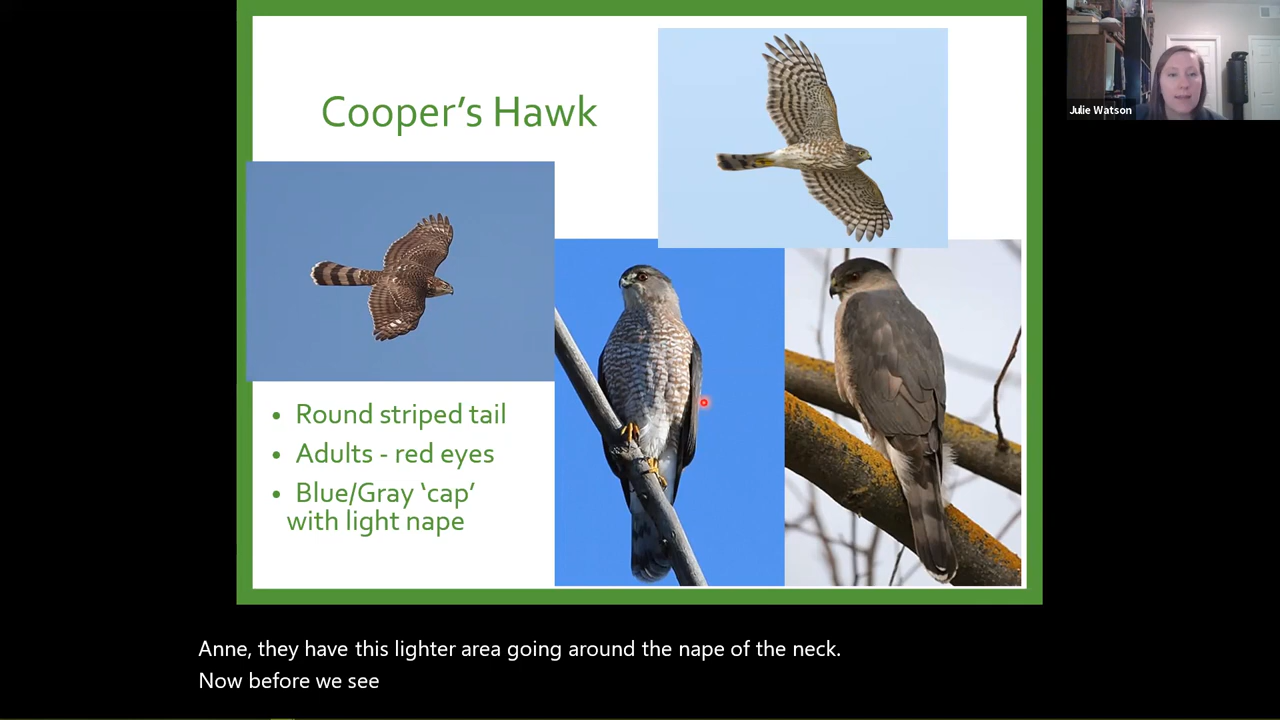 Cooper's Hawk
Julie Watson
• Round striped tail
• Adults - red eyes
• Blue/Gray ‘cap’
with light nape
Anne, they have this lighter area going around the nape of the neck.
Now before we see